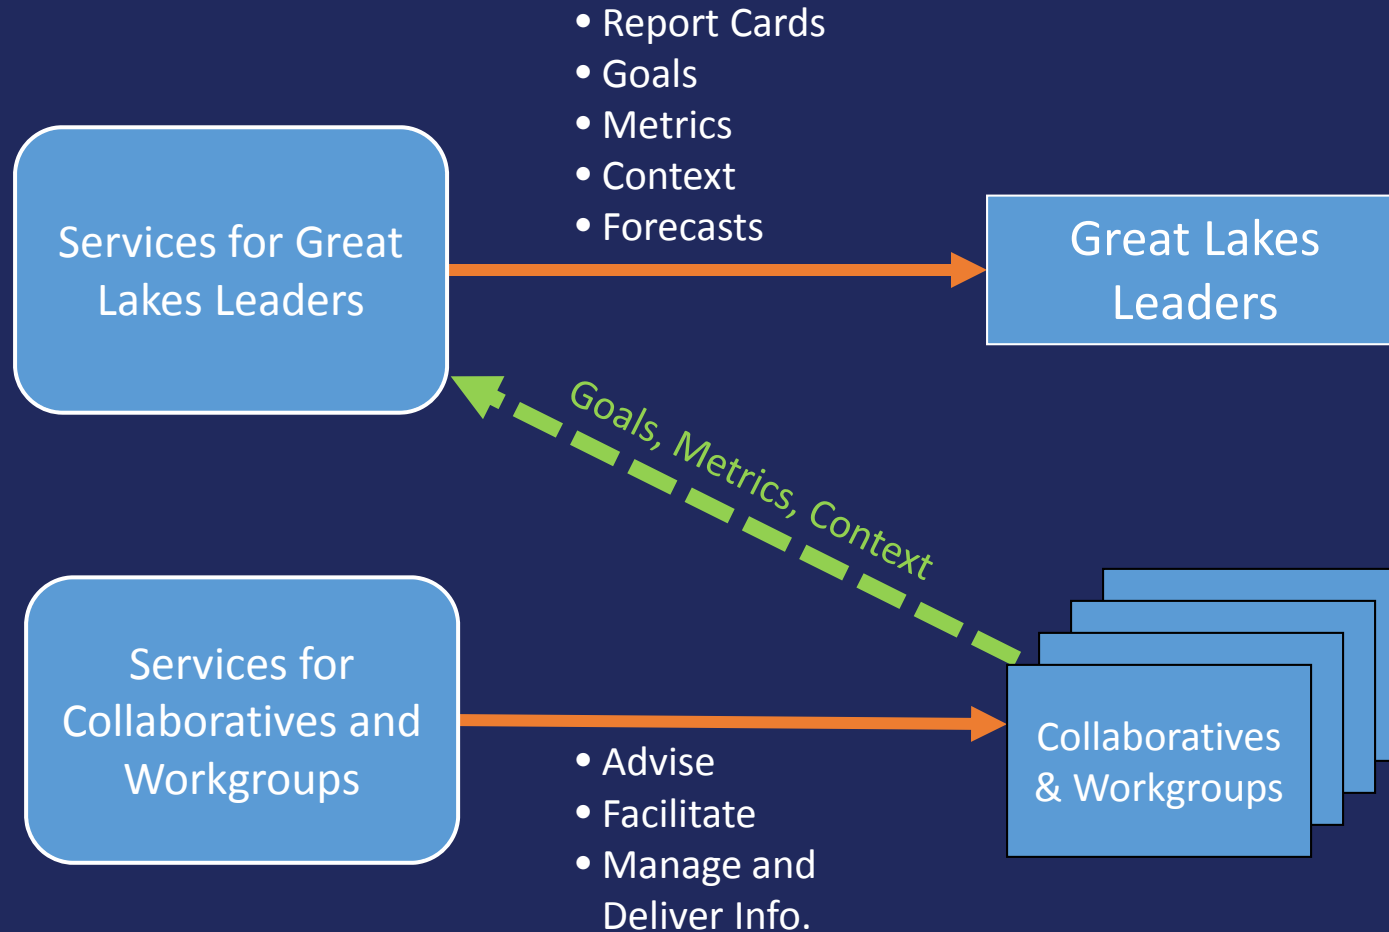 • Report Cards
• Goals
• Metrics
• Context
• Forecasts
Services for Great
Lakes Leaders
Great Lakes
Leaders
Goals, Metrics, Context
Services for
Collaboratives and
Workgroups
• Advise
• Facilitate
• Manage and
Deliver Info.
Collaboratives
& Workgroups